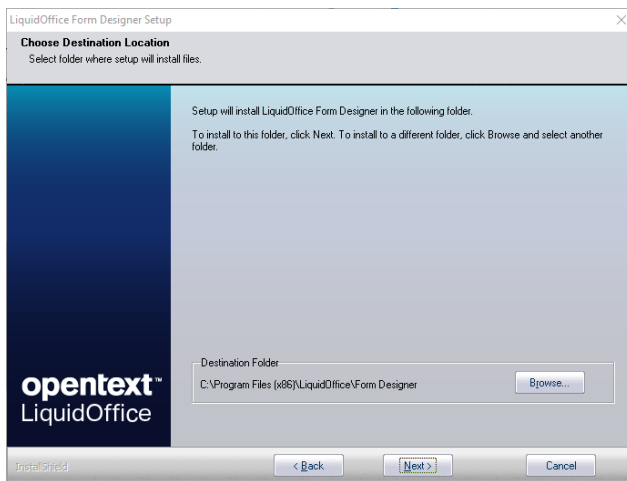 LiquidOffice Form Designer Setup
Choose Destination Location
Select folder where setup will install files.
Setup will install LiquidOffice Form Designer in the following folder.
To install to this folder, click Next. To install to a different folder, click Browse and select another
folder.
Destination Folder
C:\Program Files (x86)\LiquidOffice\Form Designer
Browse...
opentext™
LiquidOffice
InstallShield
< Back
Next >
Cancel